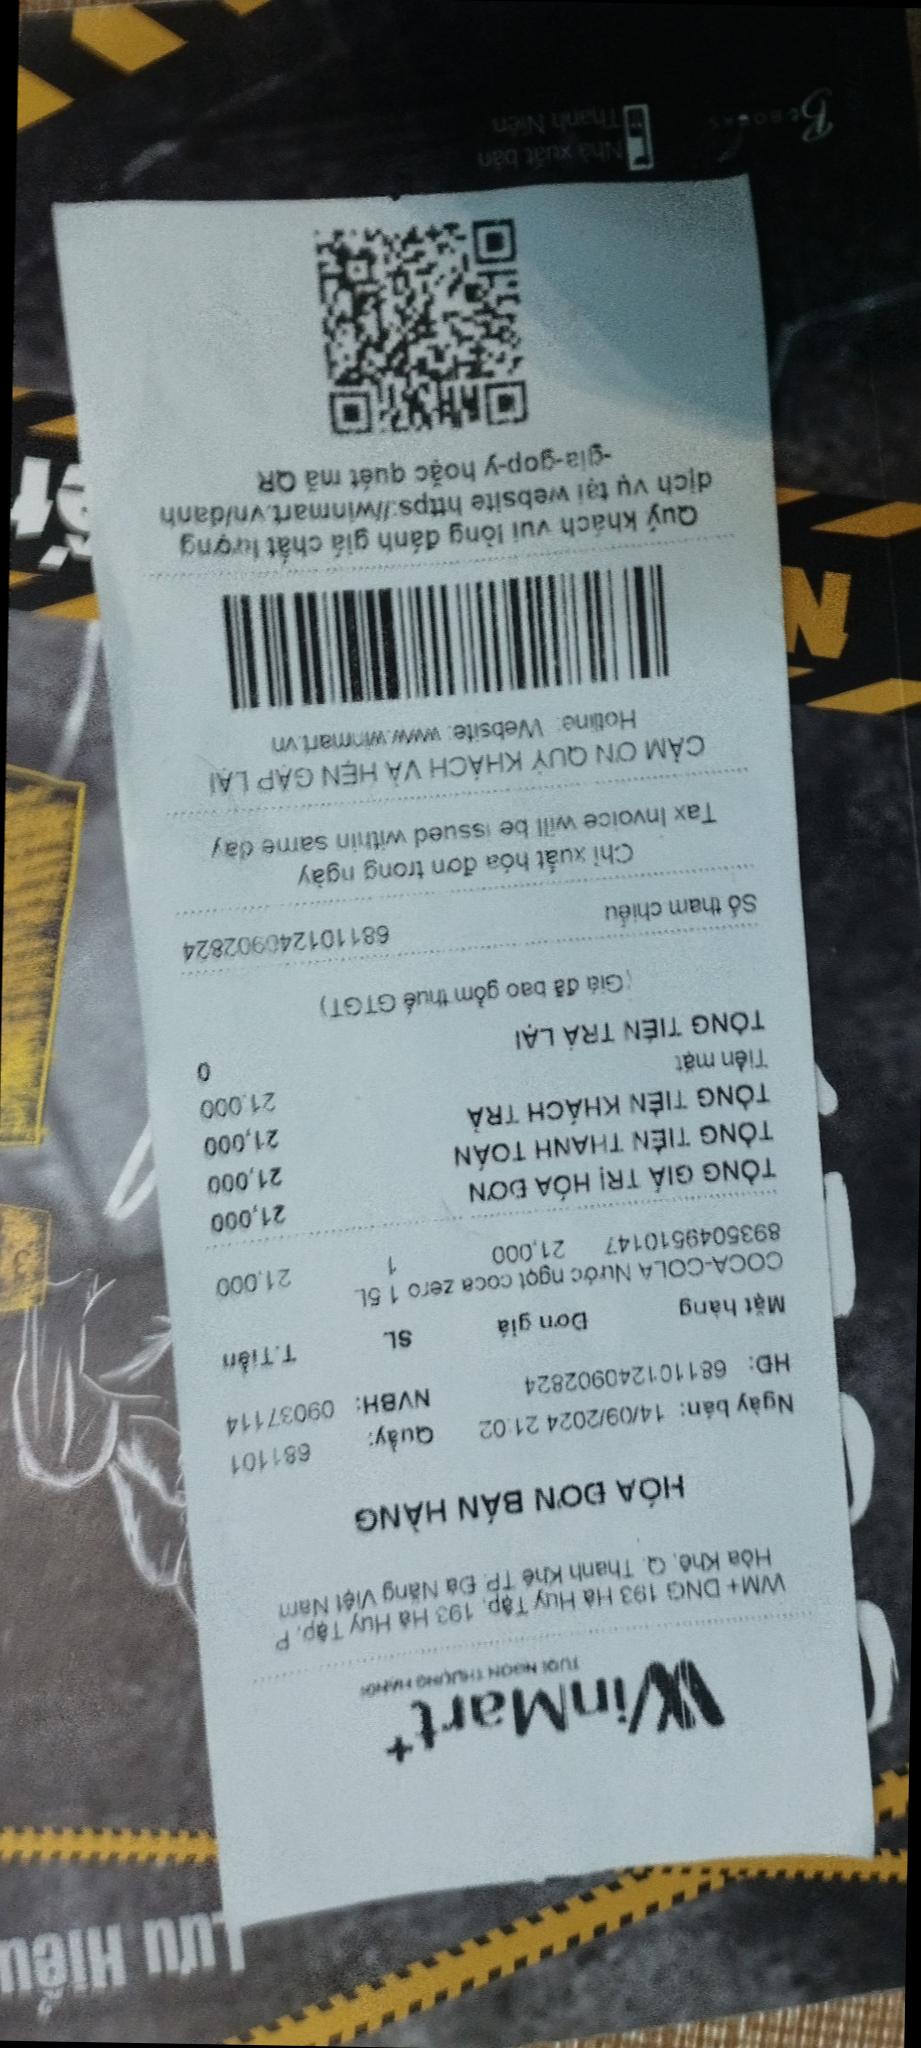 WinMart+
TƯƠI NGON THƯỢNG HẠNG
WM+ DNG 193 Hà Huy Tập, 193 Hà Huy Tập, P
Hòa Khê, Q. Thanh Khê TP. Đà Nẵng Việt Nam
HÓA ĐƠN BÁN HÀNG
Ngày bán: 14/09/2024 21:02 Quầy: 681101
HĐ: 68110124090284 NVBH: 09037114
Mặt hàng Đơn giá SL T.Tiền
COCA-COLA Nước ngọt coca zero 1.5L
8935049510147 21,000 1 21,000
TỔNG GIÁ TRỊ HÓA ĐƠN 21,000
TỔNG TIỀN THANH TOÁN 21,000
TỔNG TIỀN KHÁCH TRẢ 21,000
Tiền mặt 21.000
TỔNG TIỀN TRẢ LẠI 0
(Giá đã bao gồm thuế GTGT)
Số tham chiếu 681101240902824
Chỉ xuất hóa đơn trong ngày
Tax Invoice will be issued within same day
CẢM ƠN QUÝ KHÁCH VÀ HẸN GẶP LẠI
Hotline: Website: www.winmart.vn
Quý khách vui lòng đánh giá chất lượng
dịch vụ tại website https://winmart.vn/danh
-gia-gop-y hoặc quét mã QR
Nhà xuất bản
Thanh Niên
BeBOOKS
Lưu Hiểu